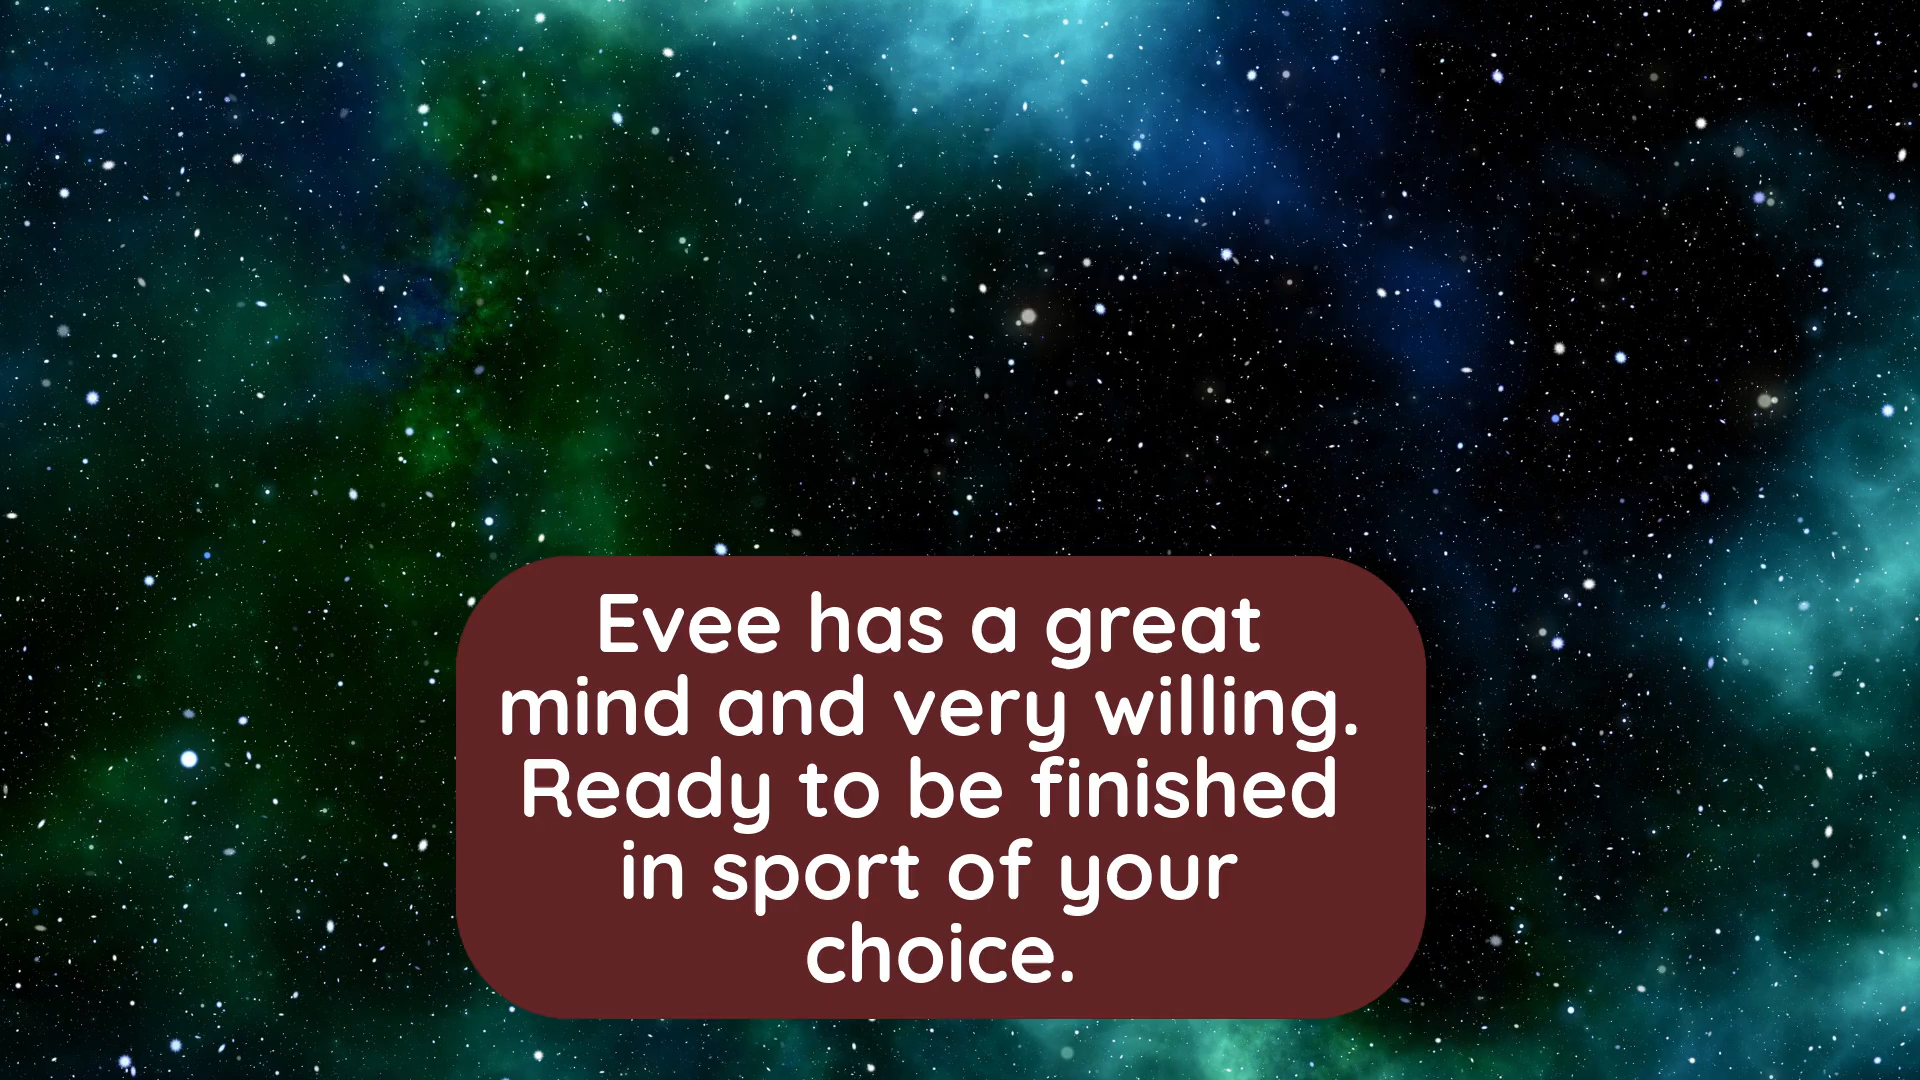 Evee has a great
mind and very willing.
Ready to be finished
in sport of your
choice.